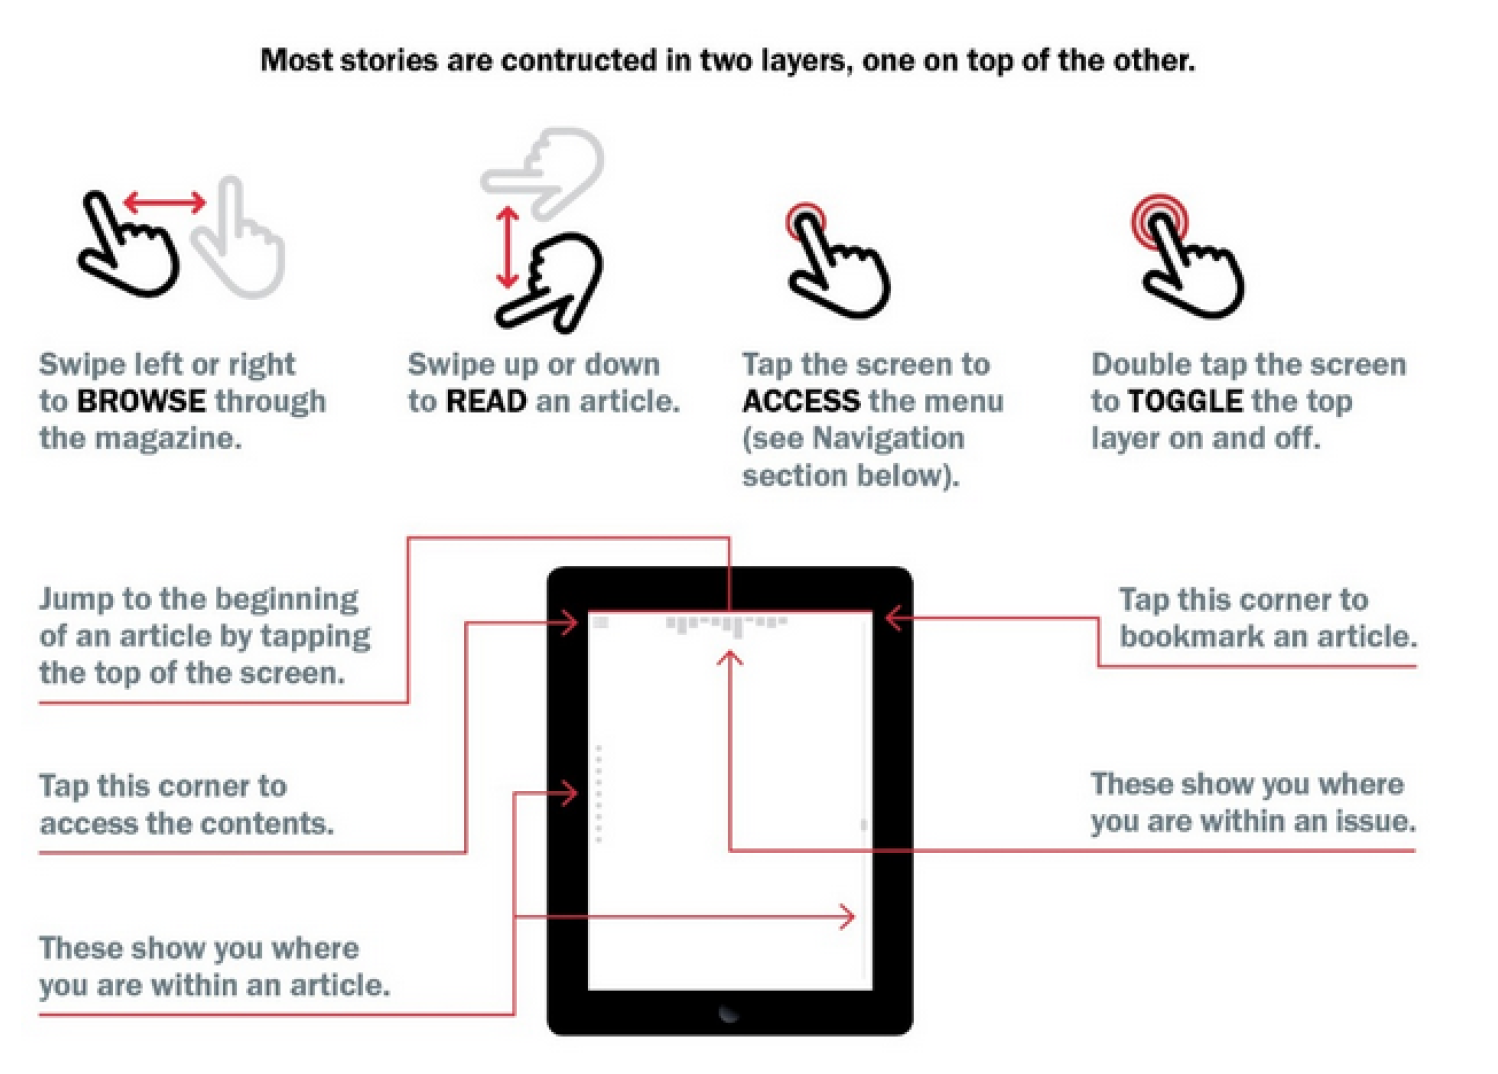 Most stories are contructed in two layers, one on top of the other.
Swipe left or right
to BROWSE through
the magazine.
Swipe up or down
to READ an article.
Tap the screen to
ACCESS the menu
(see Navigation
section below).
Double tap the screen
to TOGGLE the top
layer on and off.
Jump to the beginning
of an article by tapping
the top of the screen.
Tap this corner to
bookmark an article.
Tap this corner to
access the contents.
These show you where
you are within an issue.
These show you where
you are within an article.